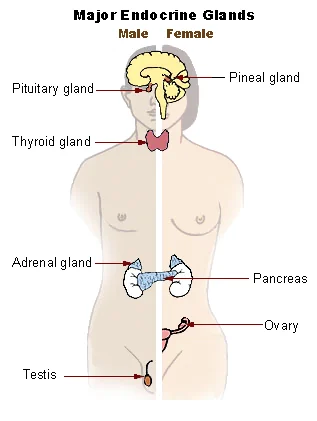 Major Endocrine Glands
Male Female
Pineal gland
Pituitary gland
Thyroid gland
Adrenal gland
Pancreas
Ovary
Testis